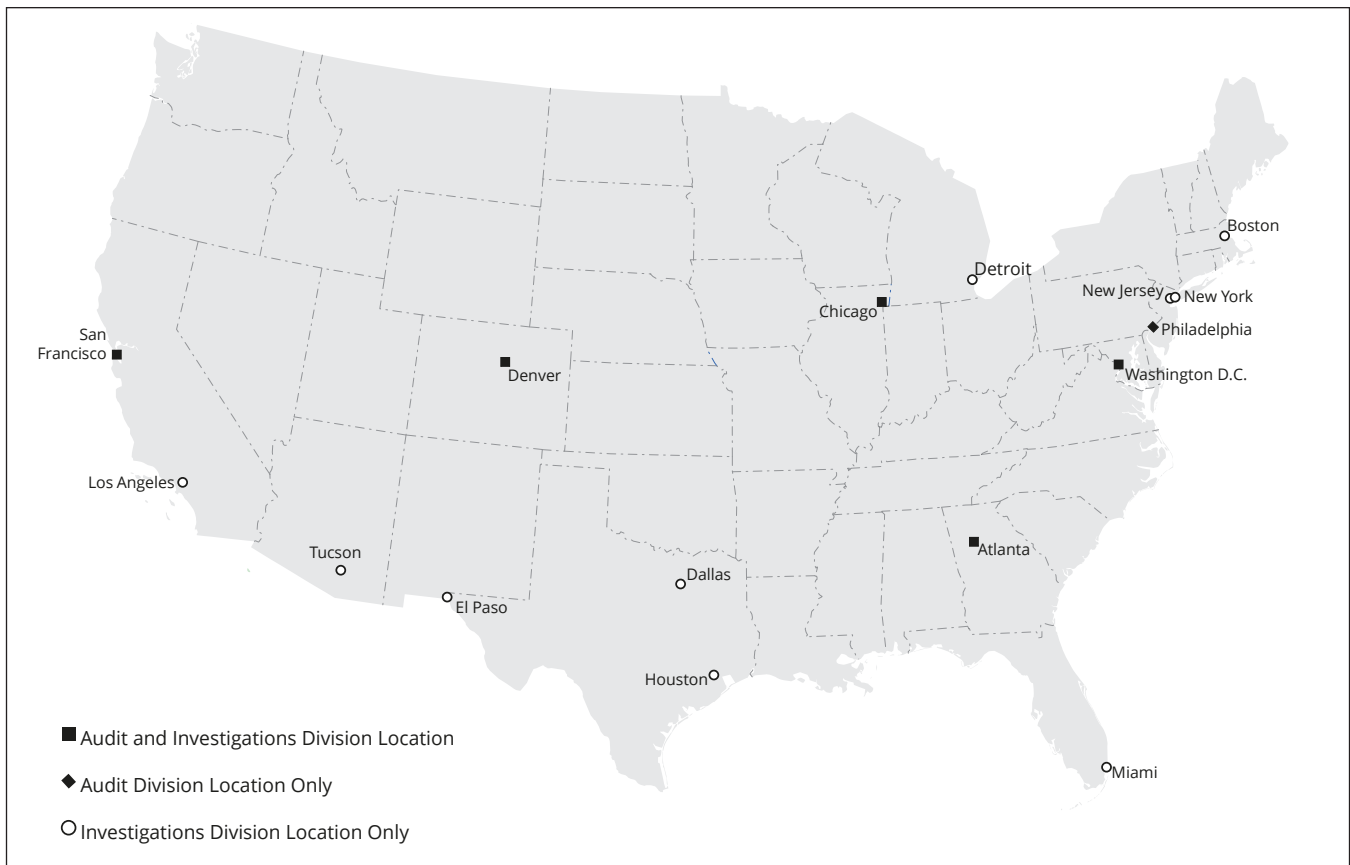 Boston
Detroit
New Jersey
New York
Chicago
Philadelphia
San
Francisco
Denver
Washington D.C.
Los Angeles
Atlanta
Tucson
Dallas
El Paso
Houston
Audit and Investigations Division Location
Miami
Audit Division Location Only
Investigations Division Location Only